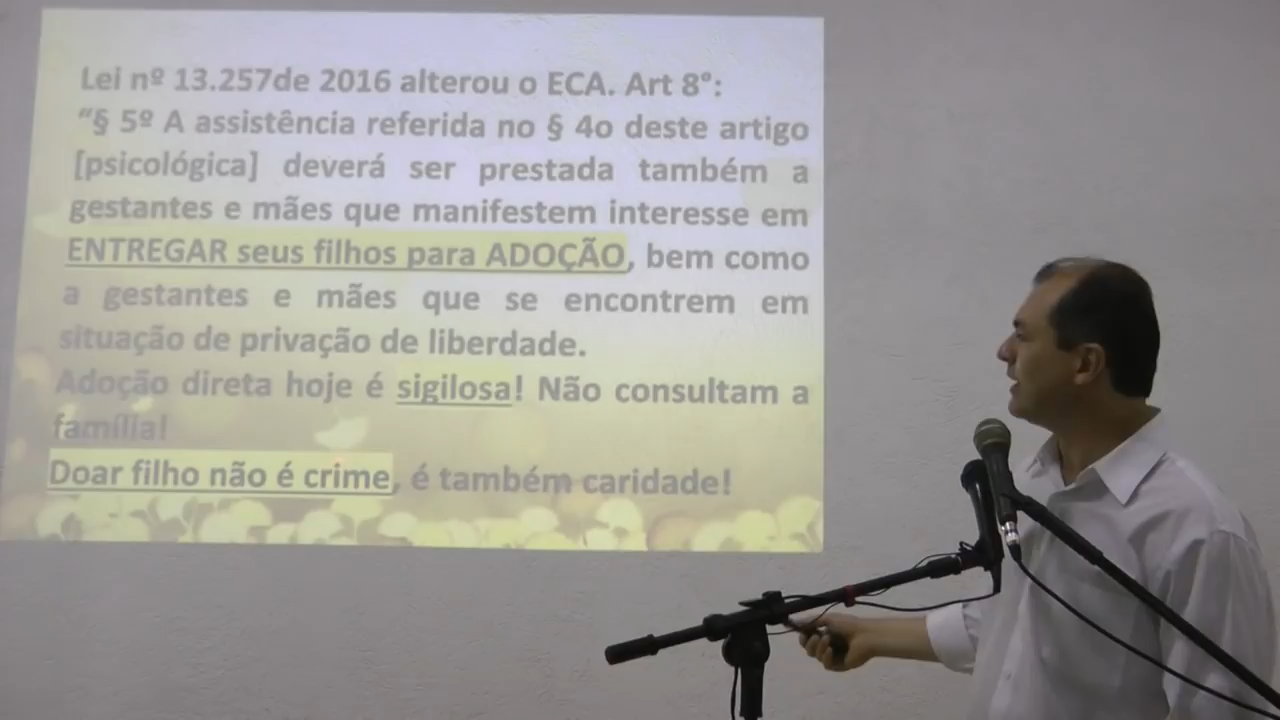 Lei nº 13.257de 2016 alterou o ECA. Art 8°:
“§ 5º A assistência referida no § 4o deste artigo
[psicológica] deverá ser prestada também a
gestantes e mães que manifestem interesse em
ENTREGAR seus filhos para ADOÇÃO, bem como
a gestantes e mães que se encontrem em
situação de privação de liberdade.
Adoção direta hoje é sigilosa! Não consultam a
família!
Doar filho não é crime, é também caridade!